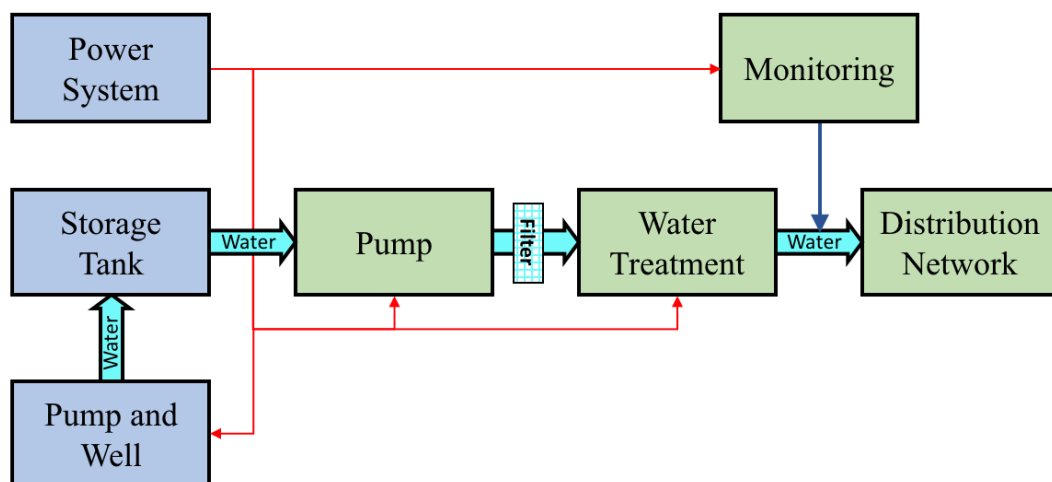 Power
System
Monitoring
Storage
Tank
Water
Pump
Filter
Water
Treatment
Water
Distribution
Network
Water
Pump and
Well